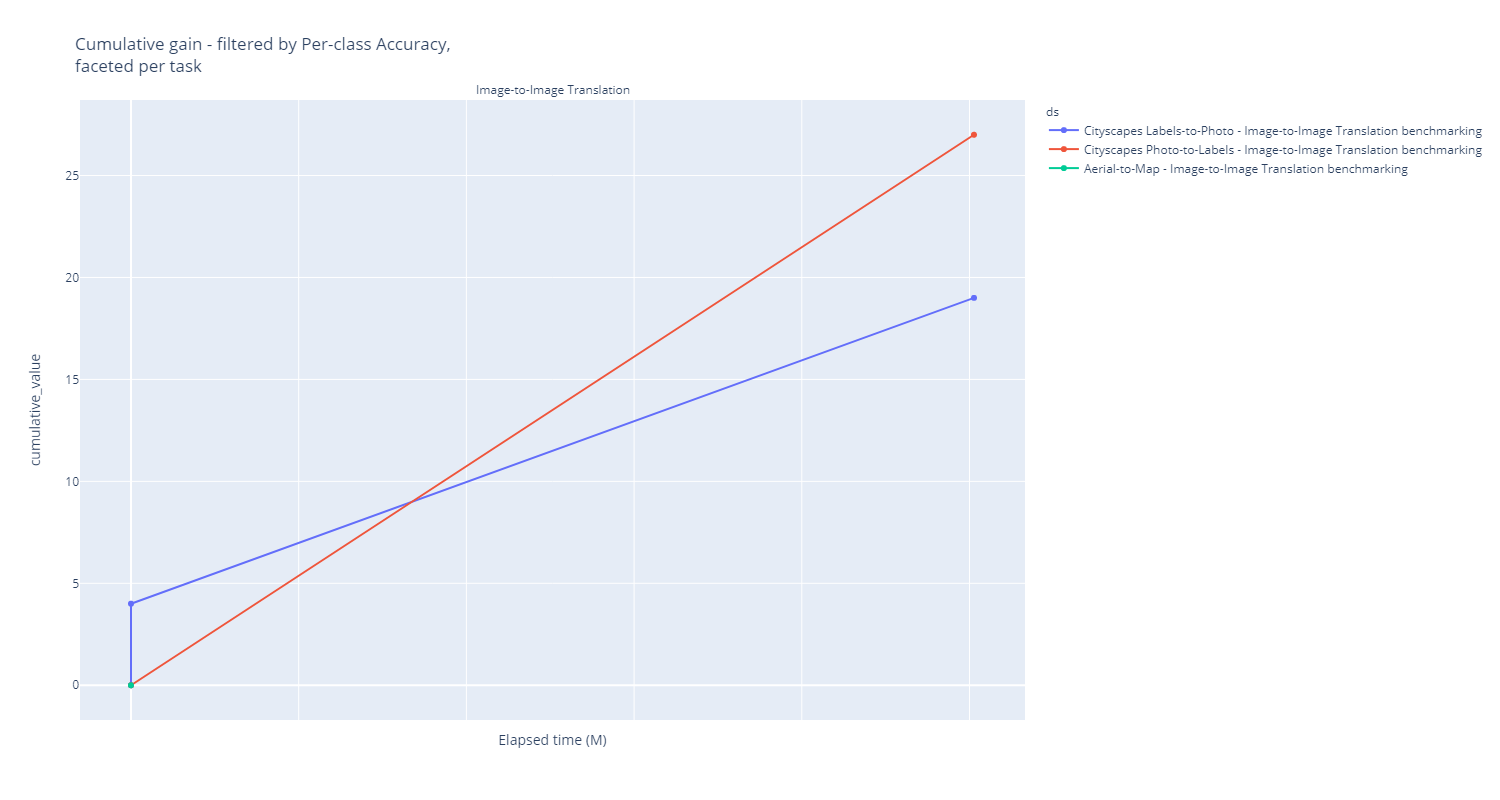 Cumulative gain - filtered by Per-class Accuracy,
faceted per task
Image-to-Image Translation
ds
Cityscapes Labels-to-Photo - Image-to-Image Translation benchmarking
Cityscapes Photo-to-Labels - Image-to-Image Translation benchmarking
Aerial-to-Map - Image-to-Image Translation benchmarking
25
20
15
10
5
0
cumulative_value
Elapsed time (M)